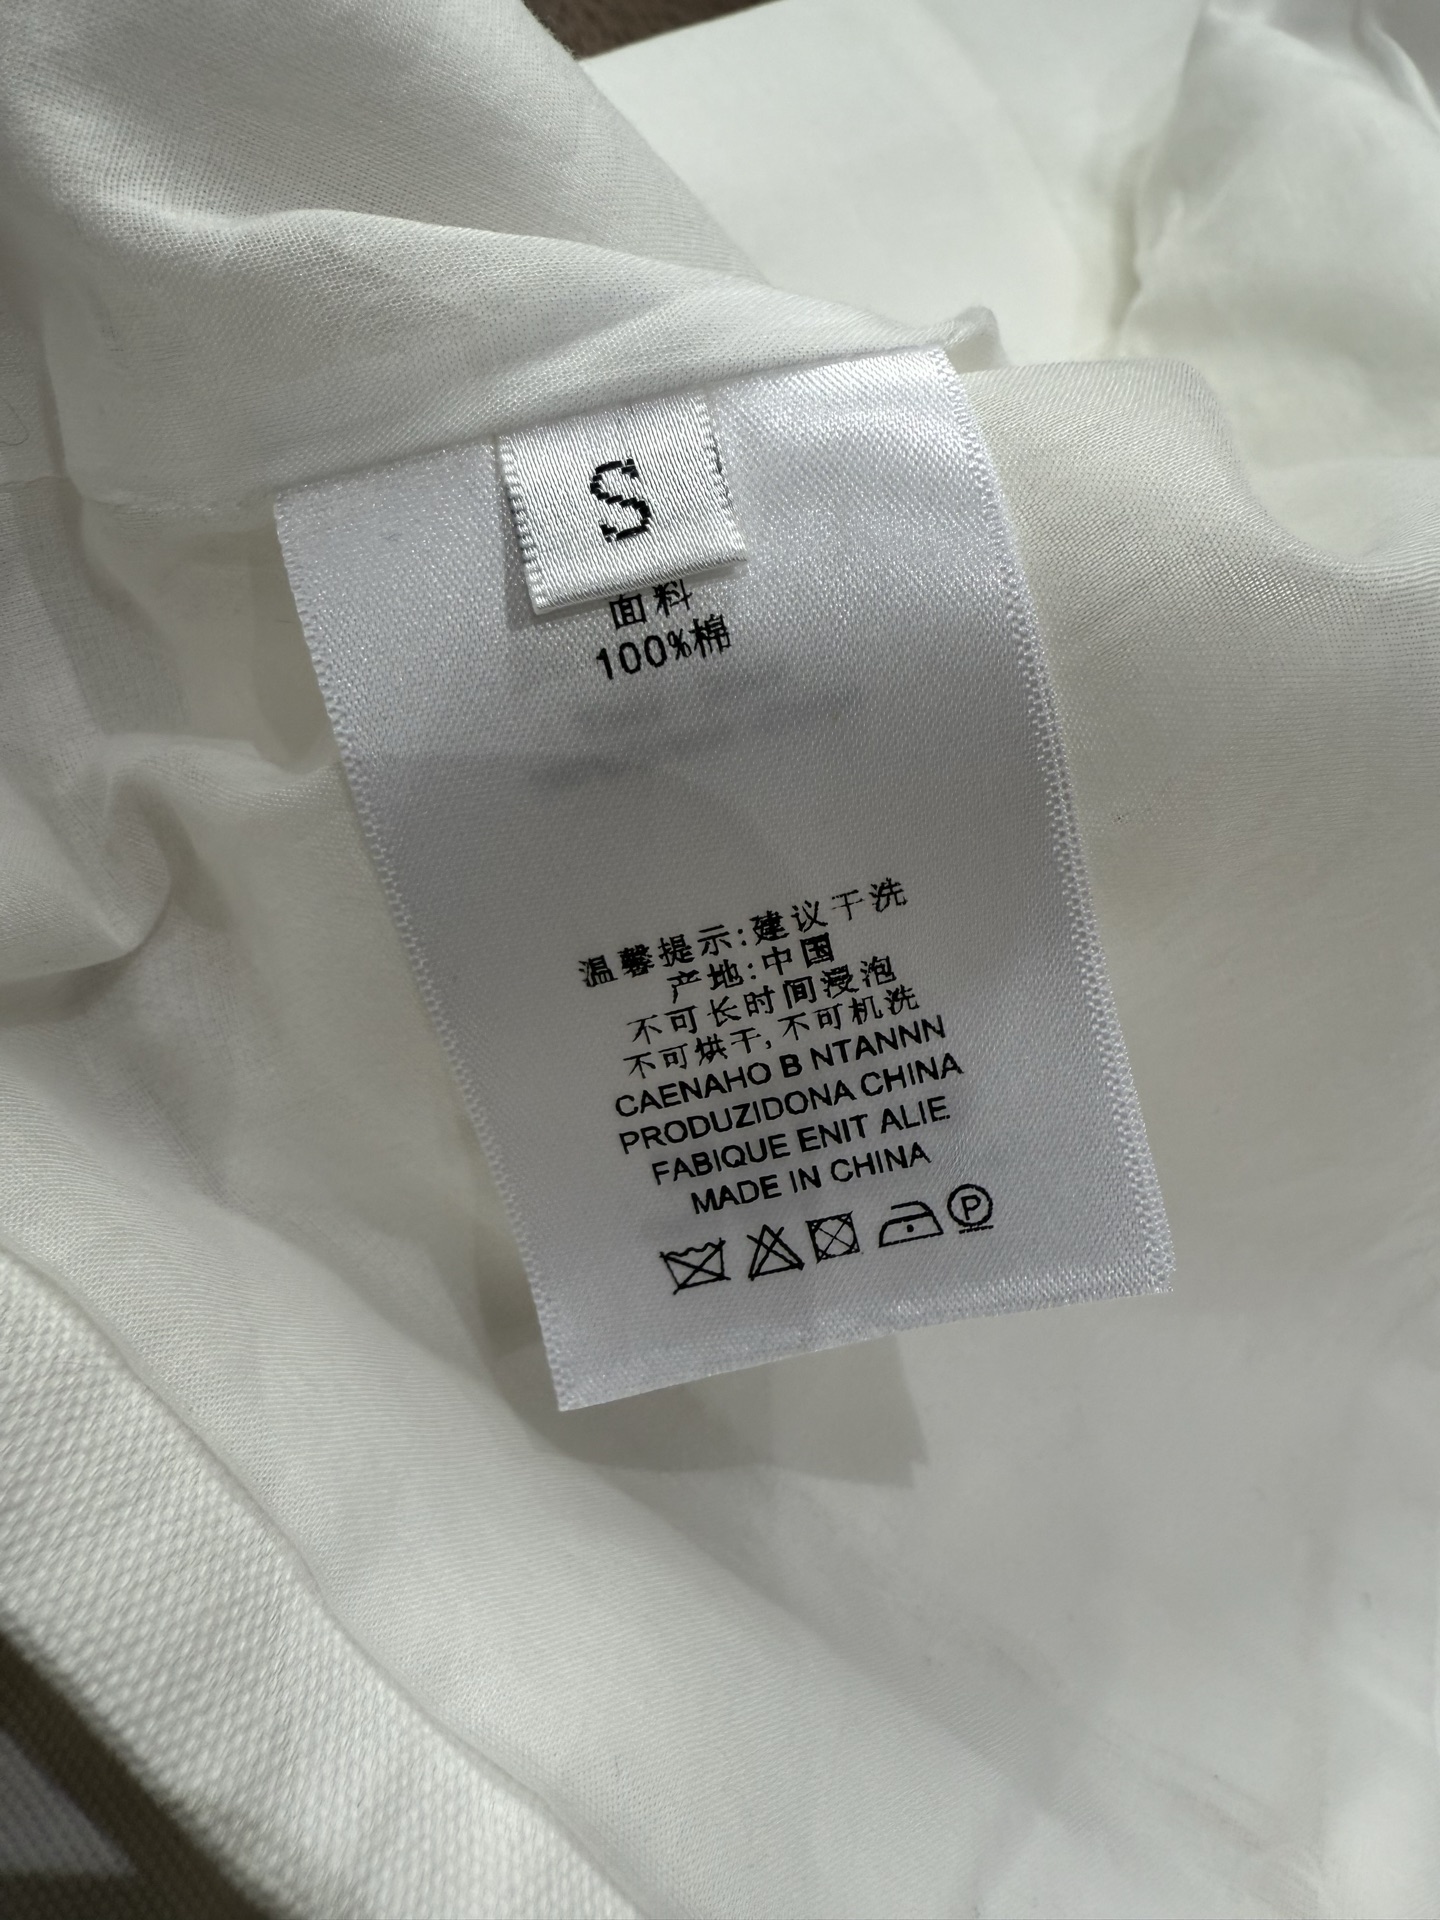 S
面料
100%棉
温馨提示:建议干洗
产地:中国
不可长时间浸泡
不可烘干,不可机洗
CAENAHO B NTANNN
PRODUZIDONA CHINA
FABIQUE ENIT ALIE
MADE IN CHINA
P